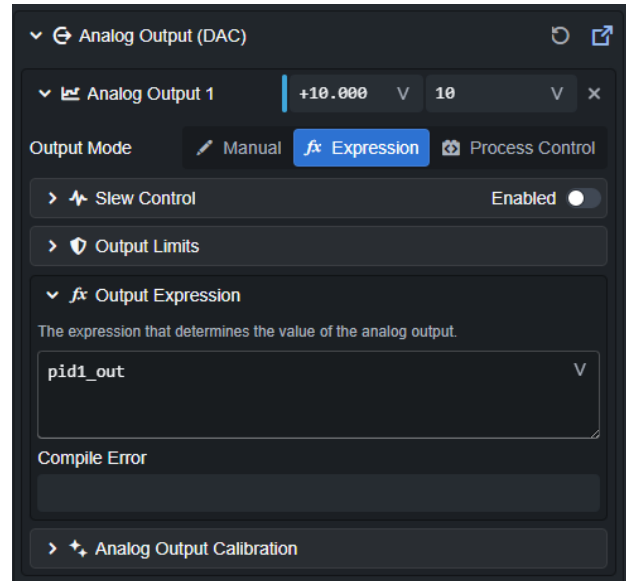 Analog Output (DAC)
Analog Output 1 +10.000 V 10 V
Output Mode Manual fx Expression Process Control
Slew Control Enabled
Output Limits
fx Output Expression
The expression that determines the value of the analog output.
pid1_out V
Compile Error
Analog Output Calibration